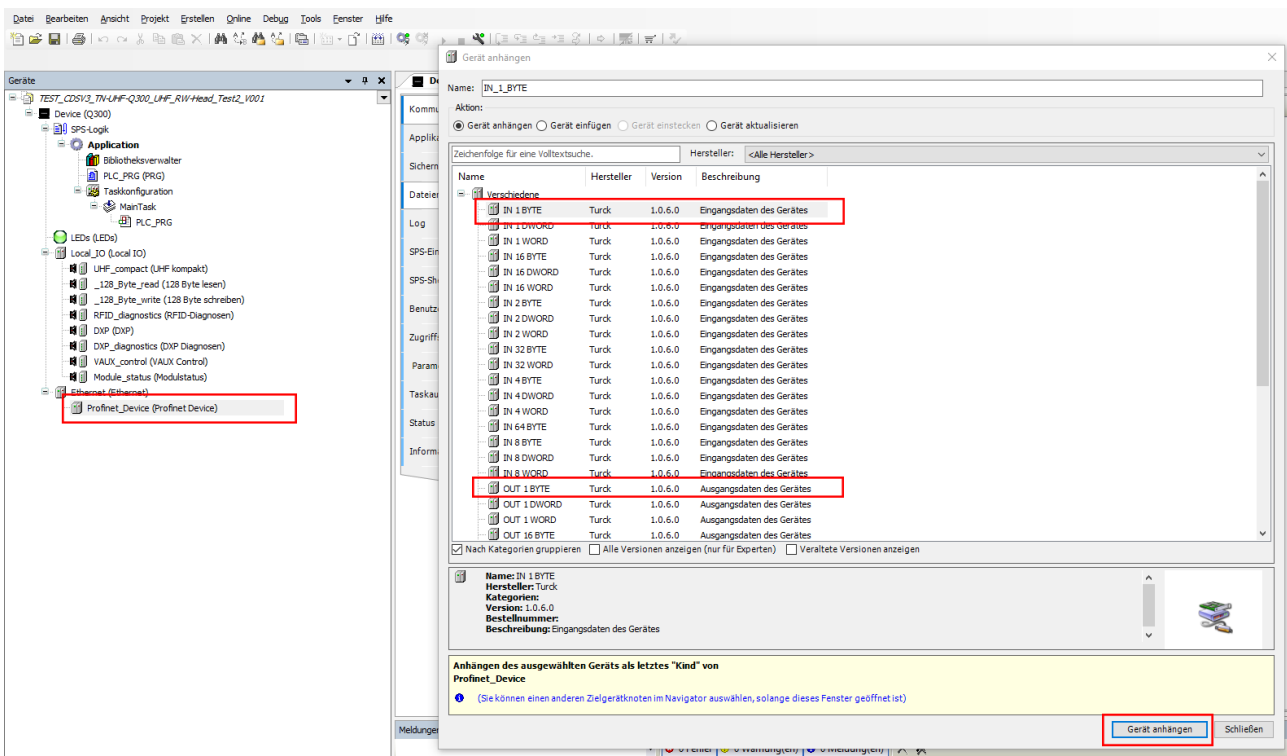 Datei Bearbeiten Ansicht Projekt Erstellen Online Debug Tools Fenster Hilfe
Geräte
TEST_CDSV3_TN-UHF-Q300_UHF_RW-Head_Test2_V001
Device (Q300)
SPS-Logik
Application
Bibliotheksverwalter
PLC_PRG (PRG)
Taskkonfiguration
MainTask
PLC_PRG
LEDs (LEDs)
Local_IO (Local IO)
UHF_compact (UHF kompakt)
_128_Byte_read (128 Byte lesen)
_128_Byte_write (128 Byte schreiben)
RFID_diagnostics (RFID-Diagnosen)
DXP (DXP)
DXP_diagnostics (DXP Diagnosen)
VAUX_control (VAUX Control)
Module_status (Modulstatus)
Ethernet (Ethernet)
Profinet_Device (Profinet Device)
De
Kommu
Applika
Sichern
Dateien
Log
SPS-Ein
SPS-Sh
Benutz
Zugriffs
Param
Taskau
Status
Inform
Meldungen
Gerät anhängen
Name: IN_1_BYTE
Aktion:
Gerät anhängen Gerät einfügen Gerät einstecken Gerät aktualisieren
Zeichenfolge für eine Volltextsuche. Hersteller: <Alle Hersteller>
Name Hersteller Version Beschreibung
Verschiedene
IN 1 BYTE Turck 1.0.6.0 Eingangsdaten des Gerätes
IN 1 DWORD Turck 1.0.6.0 Eingangsdaten des Gerätes
IN 1 WORD Turck 1.0.6.0 Eingangsdaten des Gerätes
IN 16 BYTE Turck 1.0.6.0 Eingangsdaten des Gerätes
IN 16 DWORD Turck 1.0.6.0 Eingangsdaten des Gerätes
IN 16 WORD Turck 1.0.6.0 Eingangsdaten des Gerätes
IN 2 BYTE Turck 1.0.6.0 Eingangsdaten des Gerätes
IN 2 DWORD Turck 1.0.6.0 Eingangsdaten des Gerätes
IN 2 WORD Turck 1.0.6.0 Eingangsdaten des Gerätes
IN 32 BYTE Turck 1.0.6.0 Eingangsdaten des Gerätes
IN 32 WORD Turck 1.0.6.0 Eingangsdaten des Gerätes
IN 4 BYTE Turck 1.0.6.0 Eingangsdaten des Gerätes
IN 4 DWORD Turck 1.0.6.0 Eingangsdaten des Gerätes
IN 4 WORD Turck 1.0.6.0 Eingangsdaten des Gerätes
IN 64 BYTE Turck 1.0.6.0 Eingangsdaten des Gerätes
IN 8 BYTE Turck 1.0.6.0 Eingangsdaten des Gerätes
IN 8 DWORD Turck 1.0.6.0 Eingangsdaten des Gerätes
IN 8 WORD Turck 1.0.6.0 Eingangsdaten des Gerätes
OUT 1 BYTE Turck 1.0.6.0 Ausgangsdaten des Gerätes
OUT 1 DWORD Turck 1.0.6.0 Ausgangsdaten des Gerätes
OUT 1 WORD Turck 1.0.6.0 Ausgangsdaten des Gerätes
OUT 16 BYTE Turck 1.0.6.0 Ausgangsdaten des Gerätes
Nach Kategorien gruppieren Alle Versionen anzeigen (nur für Experten) Veraltete Versionen anzeigen
Name: IN 1 BYTE
Hersteller: Turck
Kategorien:
Version: 1.0.6.0
Bestellnummer:
Beschreibung: Eingangsdaten des Gerätes
Anhängen des ausgewählten Geräts als letztes "Kind" von
Profinet_Device
(Sie können einen anderen Zielgerätknoten im Navigator auswählen, solange dieses Fenster geöffnet ist)
Gerät anhängen Schließen
0 Fehler 0 Warnung(en) 0 Meldung(en)